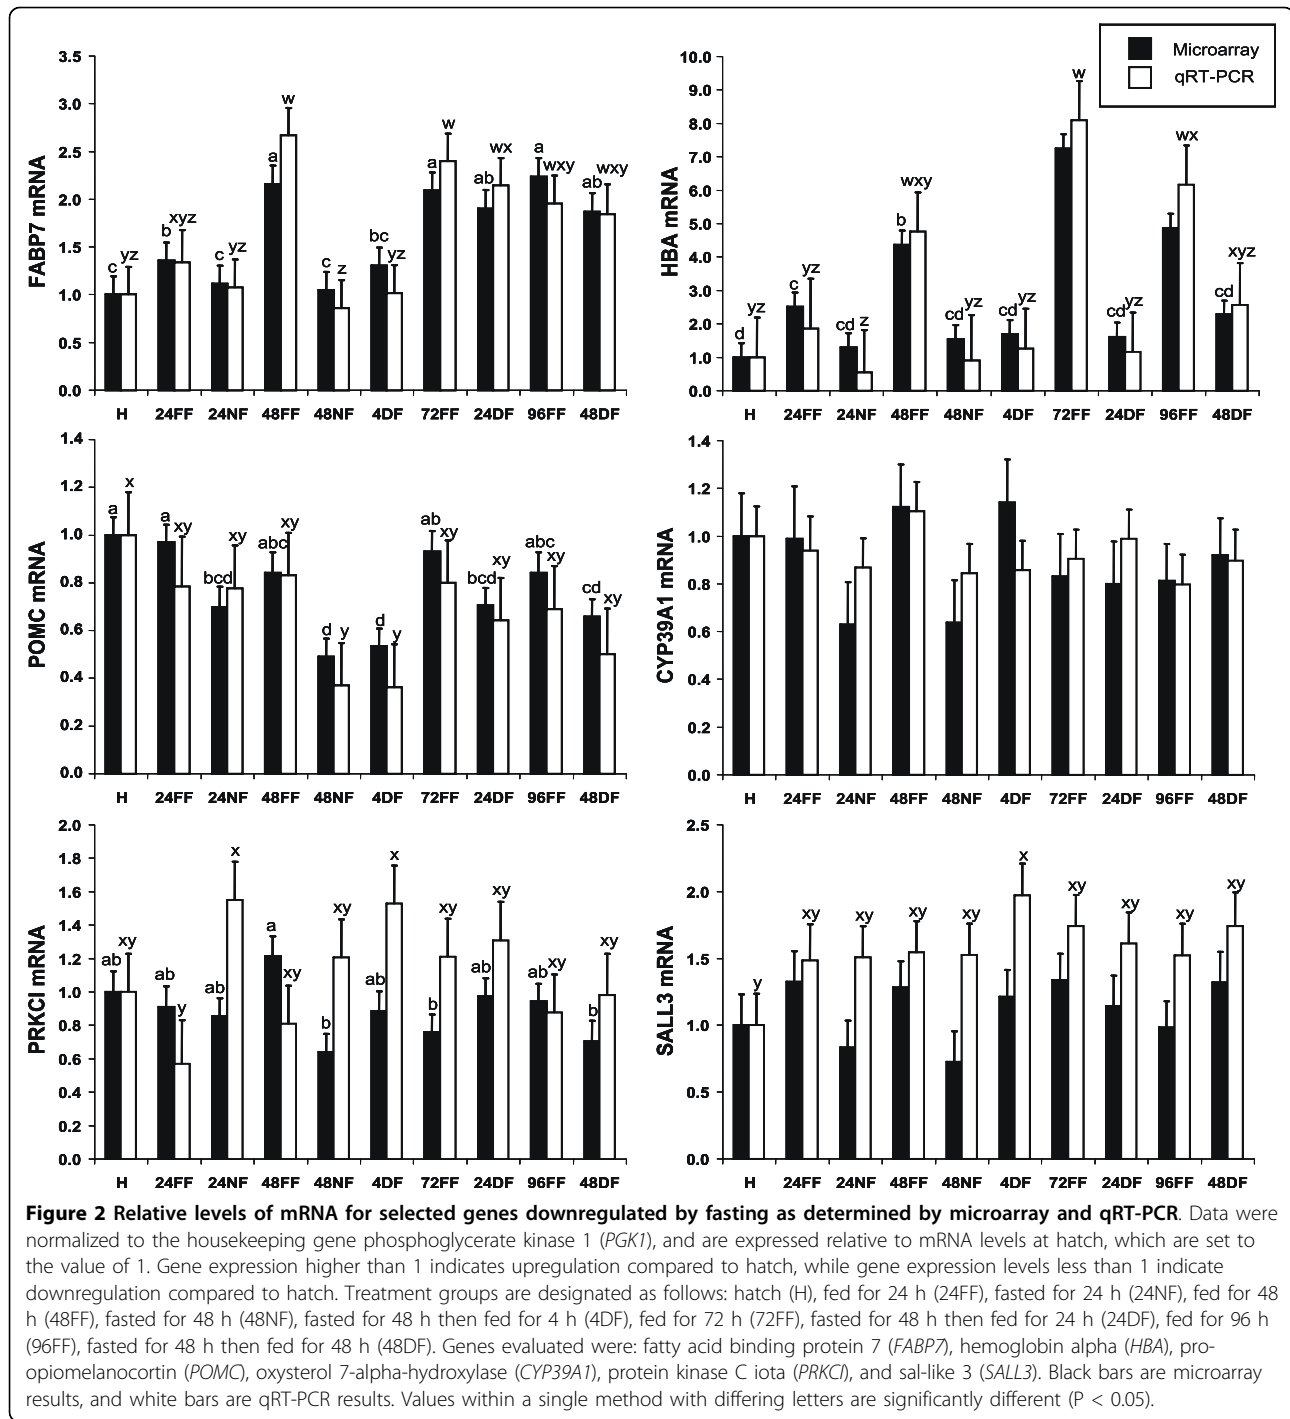 Microarray
qRT-PCR
FABP7 mRNA
3.5
3.0
2.5
2.0
1.5
1.0
0.5
0.0
c yz b xyz c yz a w c z bc yz a w ab wx a wxy ab wxy
H 24FF 24NF 48FF 48NF 4DF 72FF 24DF 96FF 48DF
HBA mRNA
10.0
9.0
8.0
7.0
6.0
5.0
4.0
3.0
2.0
1.0
0.0
d yz c yz cd z b wxy cd yz cd yz w cd yz wx cd xyz
H 24FF 24NF 48FF 48NF 4DF 72FF 24DF 96FF 48DF
POMC mRNA
1.4
1.2
1.0
0.8
0.6
0.4
0.2
0.0
a x a xy bcd xy abc xy d y d y ab xy bcd xy abc xy cd xy
H 24FF 24NF 48FF 48NF 4DF 72FF 24DF 96FF 48DF
CYP39A1 mRNA
1.4
1.2
1.0
0.8
0.6
0.4
0.2
0.0
H 24FF 24NF 48FF 48NF 4DF 72FF 24DF 96FF 48DF
PRKCI mRNA
2.0
1.8
1.6
1.4
1.2
1.0
0.8
0.6
0.4
0.2
0.0
ab xy ab y ab x a xy b xy ab x b xy ab xy ab xy b xy
H 24FF 24NF 48FF 48NF 4DF 72FF 24DF 96FF 48DF
SALL3 mRNA
2.5
2.0
1.5
1.0
0.5
0.0
y xy xy xy xy x xy xy xy xy
H 24FF 24NF 48FF 48NF 4DF 72FF 24DF 96FF 48DF
Figure 2 Relative levels of mRNA for selected genes downregulated by fasting as determined by microarray and qRT-PCR. Data were
normalized to the housekeeping gene phosphoglycerate kinase 1 (PGK1), and are expressed relative to mRNA levels at hatch, which are set to
the value of 1. Gene expression higher than 1 indicates upregulation compared to hatch, while gene expression levels less than 1 indicate
downregulation compared to hatch. Treatment groups are designated as follows: hatch (H), fed for 24 h (24FF), fasted for 24 h (24NF), fed for 48
h (48FF), fasted for 48 h (48NF), fasted for 48 h then fed for 4 h (4DF), fed for 72 h (72FF), fasted for 48 h then fed for 24 h (24DF), fed for 96 h
(96FF), fasted for 48 h then fed for 48 h (48DF). Genes evaluated were: fatty acid binding protein 7 (FABP7), hemoglobin alpha (HBA), pro-
opiomelanocortin (POMC), oxysterol 7-alpha-hydroxylase (CYP39A1), protein kinase C iota (PRKCI), and sal-like 3 (SALL3). Black bars are microarray
results, and white bars are qRT-PCR results. Values within a single method with differing letters are significantly different (P < 0.05).